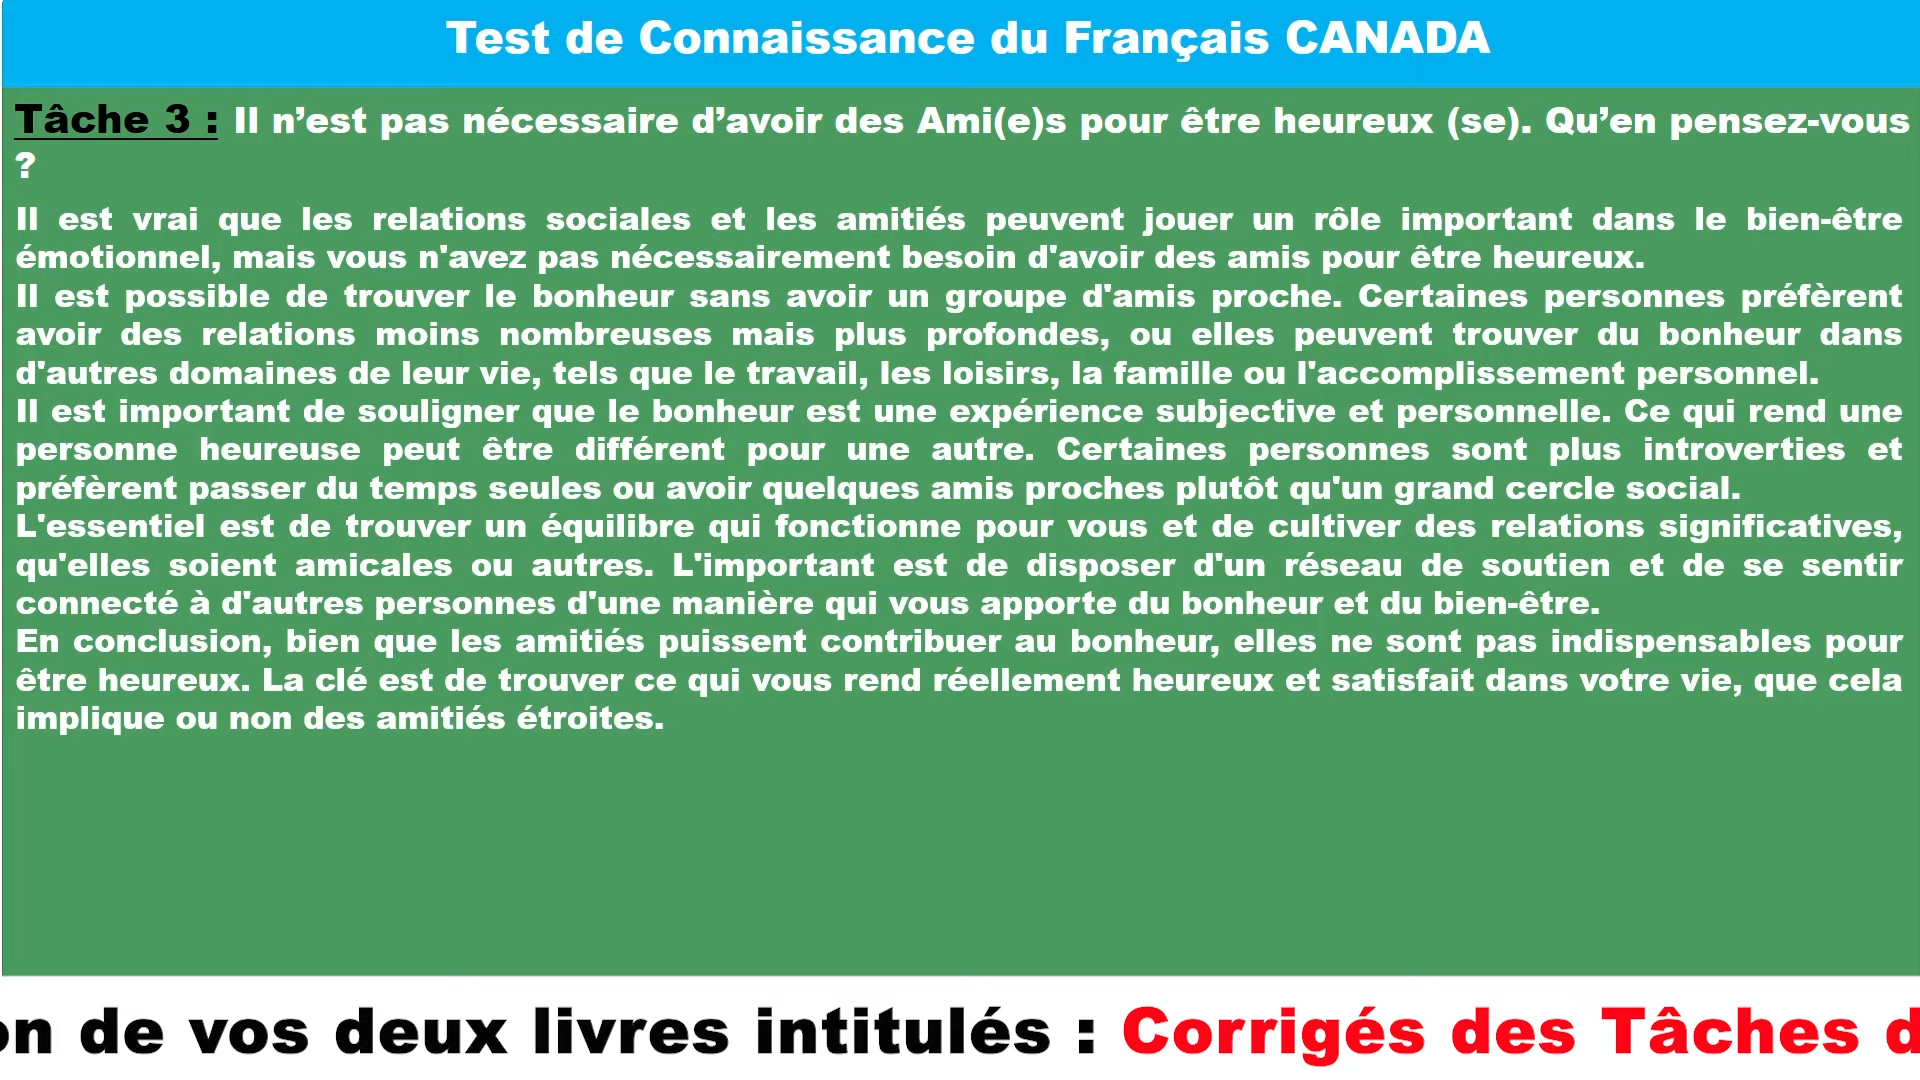 Test de Connaissance du Français CANADA
Tâche 3 : Il n’est pas nécessaire d’avoir des Ami(e)s pour être heureux (se). Qu’en pensez-vous
?
Il est vrai que les relations sociales et les amitiés peuvent jouer un rôle important dans le bien-être
émotionnel, mais vous n'avez pas nécessairement besoin d'avoir des amis pour être heureux.
Il est possible de trouver le bonheur sans avoir un groupe d'amis proche. Certaines personnes préfèrent
avoir des relations moins nombreuses mais plus profondes, ou elles peuvent trouver du bonheur dans
d'autres domaines de leur vie, tels que le travail, les loisirs, la famille ou l'accomplissement personnel.
Il est important de souligner que le bonheur est une expérience subjective et personnelle. Ce qui rend une
personne heureuse peut être différent pour une autre. Certaines personnes sont plus introverties et
préfèrent passer du temps seules ou avoir quelques amis proches plutôt qu'un grand cercle social.
L'essentiel est de trouver un équilibre qui fonctionne pour vous et de cultiver des relations significatives,
qu'elles soient amicales ou autres. L'important est de disposer d'un réseau de soutien et de se sentir
connecté à d'autres personnes d'une manière qui vous apporte du bonheur et du bien-être.
En conclusion, bien que les amitiés puissent contribuer au bonheur, elles ne sont pas indispensables pour
être heureux. La clé est de trouver ce qui vous rend réellement heureux et satisfait dans votre vie, que cela
implique ou non des amitiés étroites.
on de vos deux livres intitulés : Corrigés des Tâches d